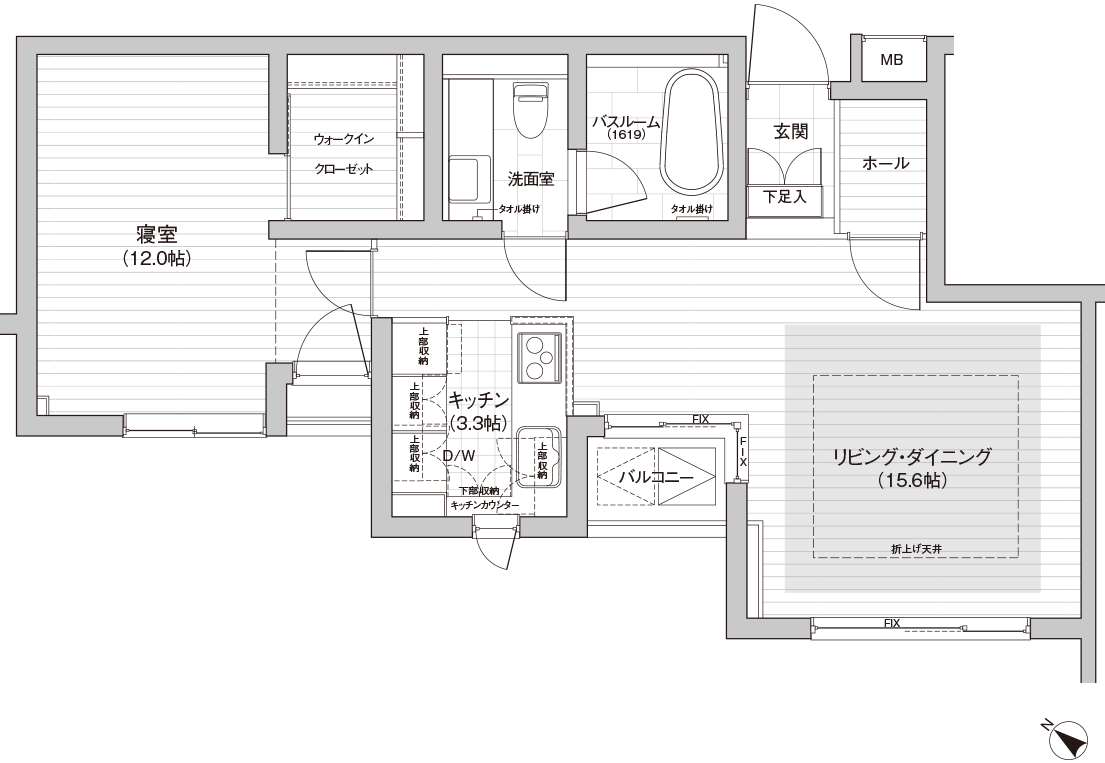 MB
ウォークイン
クローゼット
洗面室
タオル掛け
バスルーム
(1619)
タオル掛け
玄関
下足入
ホール
寝室
(12.0帖)
上部収納
上部収納
上部収納
キッチン
(3.3帖)
D/W
上部収納
下部収納
キッチンカウンター
FIX
FIX
バルコニー
リビング・ダイニング
(15.6帖)
折上げ天井
FIX
N